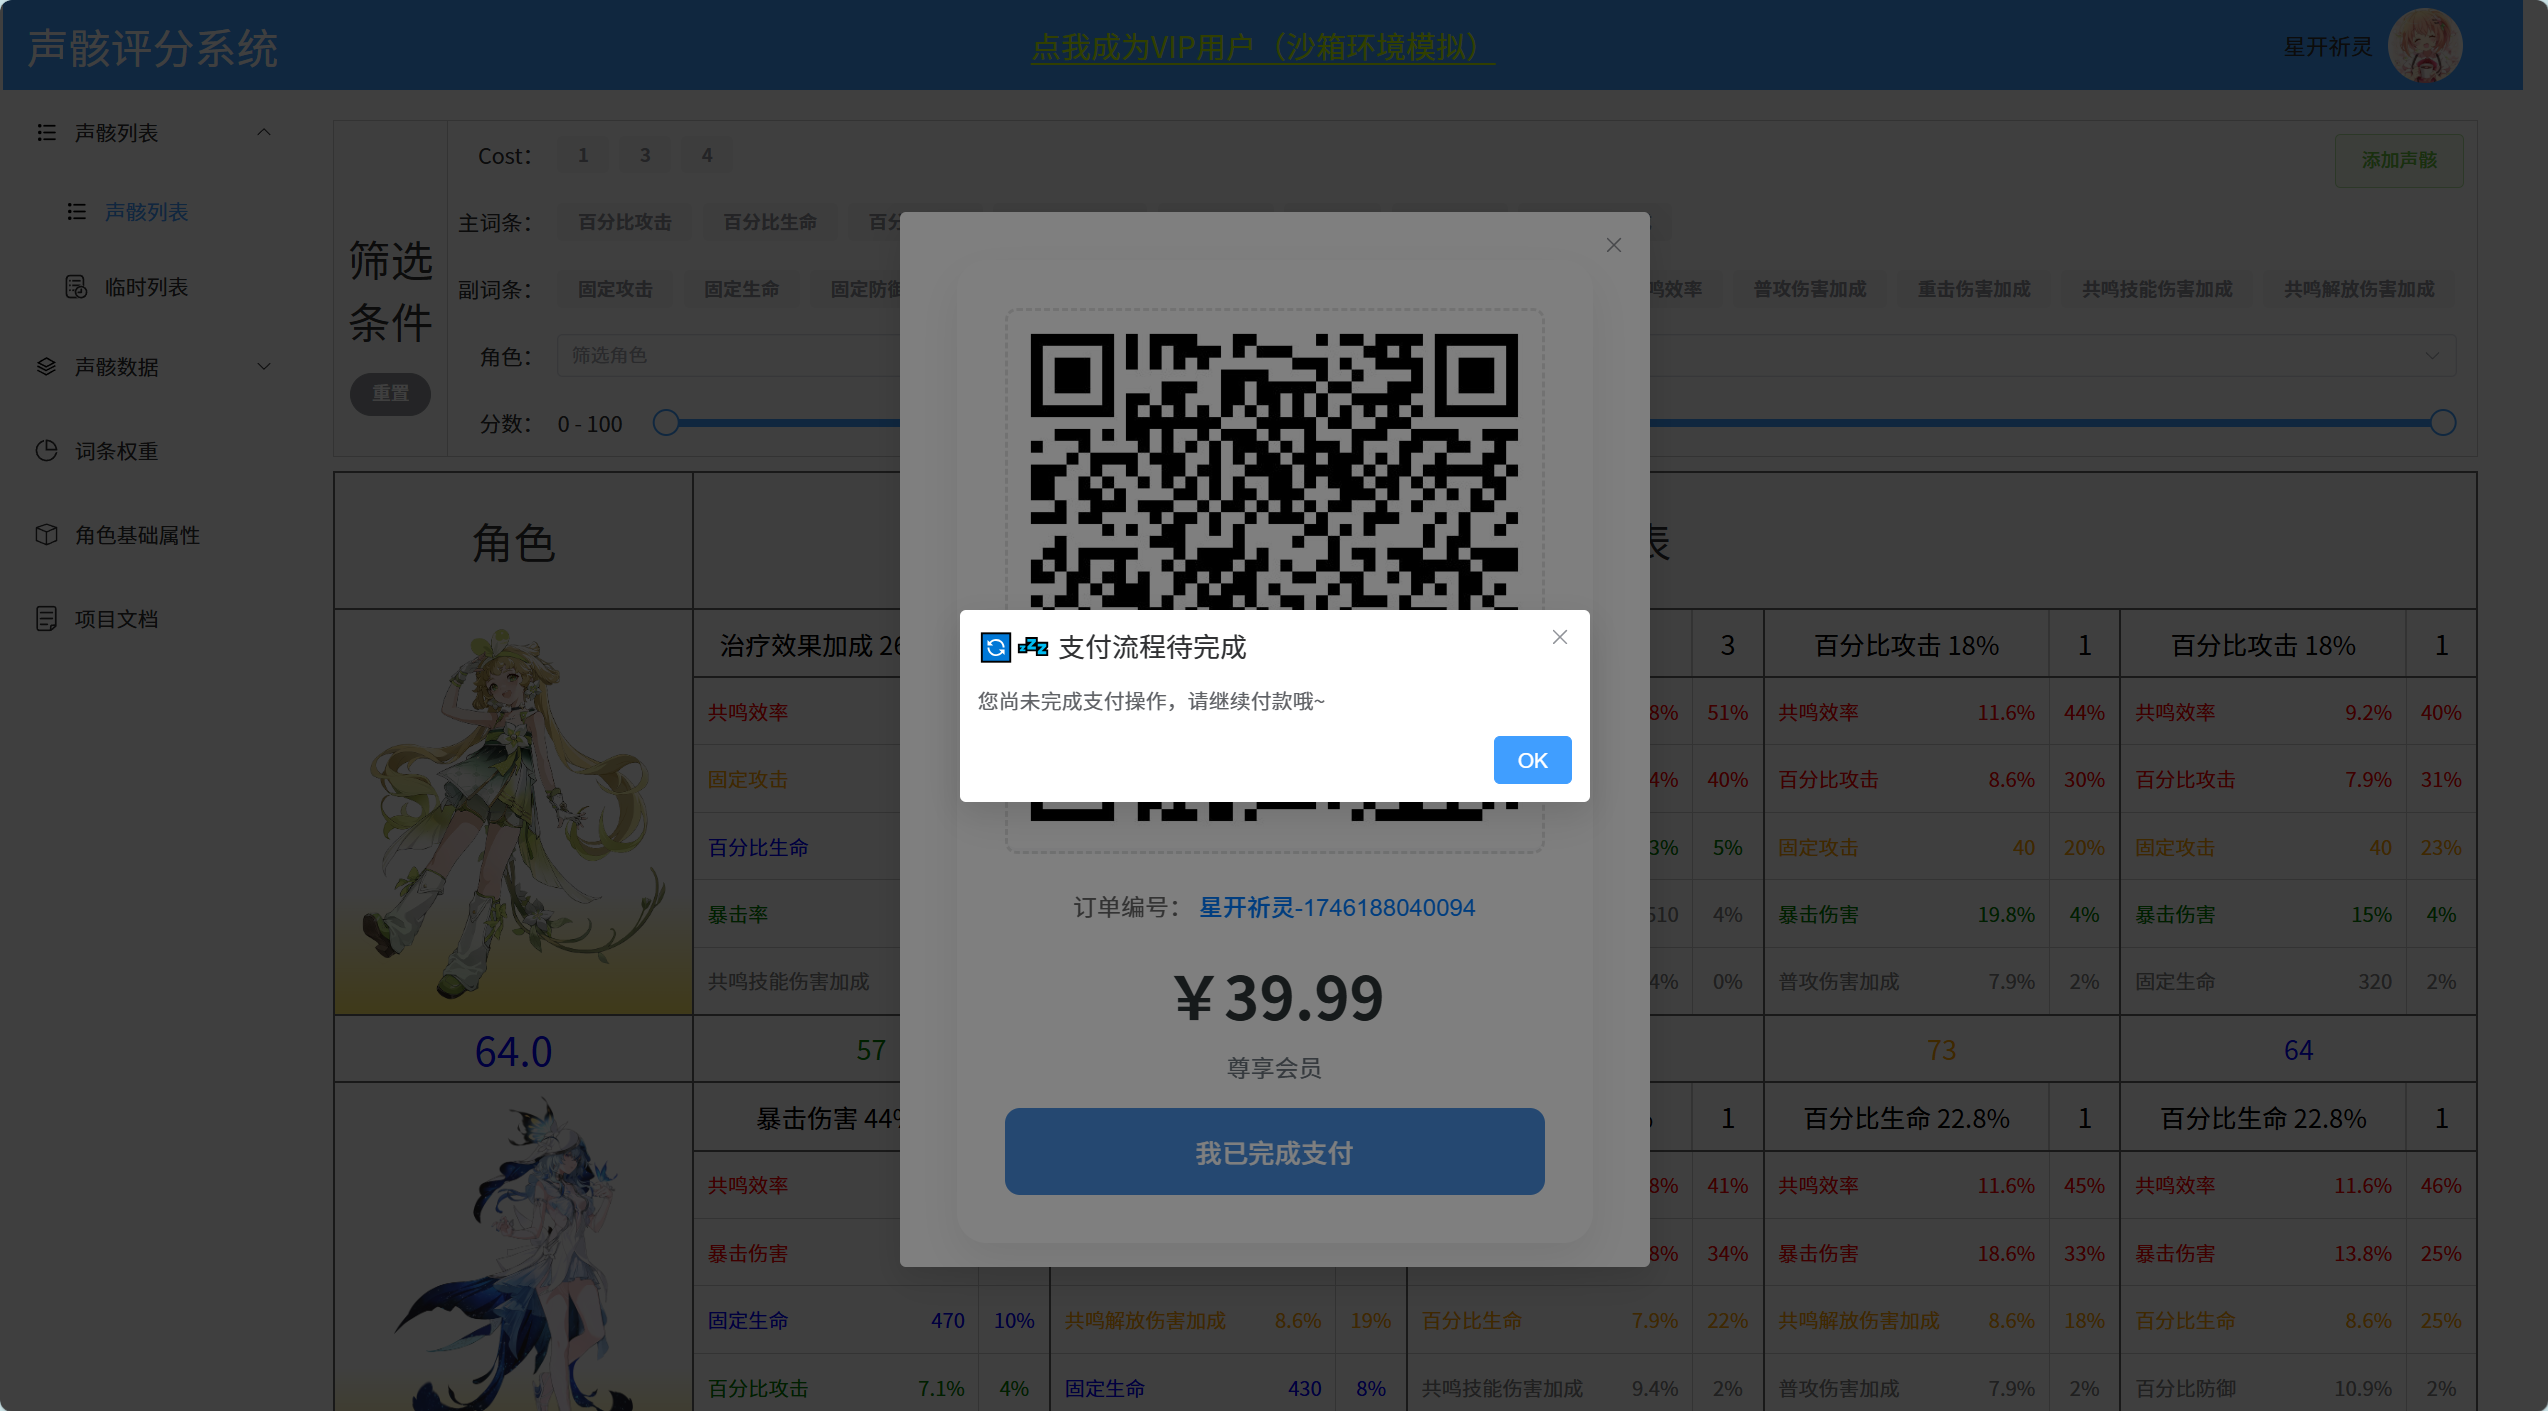 声骸评分系统
点我成为VIP用户（沙箱环境模拟）
星开祈灵
声骸列表
声骸列表
临时列表
声骸数据
词条权重
角色基础属性
项目文档
筛选
条件
重置
Cost： 1 3 4
添加声骸
主词条： 百分比攻击 百分比生命
副词条： 固定攻击 固定生命 固定防御 鸣效率 普攻伤害加成 重击伤害加成 共鸣技能伤害加成 共鸣解放伤害加成
角色： 筛选角色
分数： 0 - 100
角色 表
治疗效果加成 26 3 百分比攻击 18% 1 百分比攻击 18% 1
共鸣效率 8% 51% 共鸣效率 11.6% 44% 共鸣效率 9.2% 40%
固定攻击 4% 40% 百分比攻击 8.6% 30% 百分比攻击 7.9% 31%
百分比生命 3% 5% 固定攻击 40 20% 固定攻击 40 23%
暴击率 510 4% 暴击伤害 19.8% 4% 暴击伤害 15% 4%
共鸣技能伤害加成 4% 0% 普攻伤害加成 7.9% 2% 固定生命 320 2%
64.0 57 73 64
暴击伤害 44% 1 百分比生命 22.8% 1 百分比生命 22.8% 1
共鸣效率 8% 41% 共鸣效率 11.6% 45% 共鸣效率 11.6% 46%
暴击伤害 8% 34% 暴击伤害 18.6% 33% 暴击伤害 13.8% 25%
固定生命 470 10% 共鸣解放伤害加成 8.6% 19% 百分比生命 7.9% 22% 共鸣解放伤害加成 8.6% 18% 百分比生命 8.6% 25%
百分比攻击 7.1% 4% 固定生命 430 8% 共鸣技能伤害加成 9.4% 2% 普攻伤害加成 7.9% 2% 百分比防御 10.9% 2%
支付流程待完成
您尚未完成支付操作，请继续付款哦~
OK
订单编号： 星开祈灵-1746188040094
￥39.99
尊享会员
我已完成支付